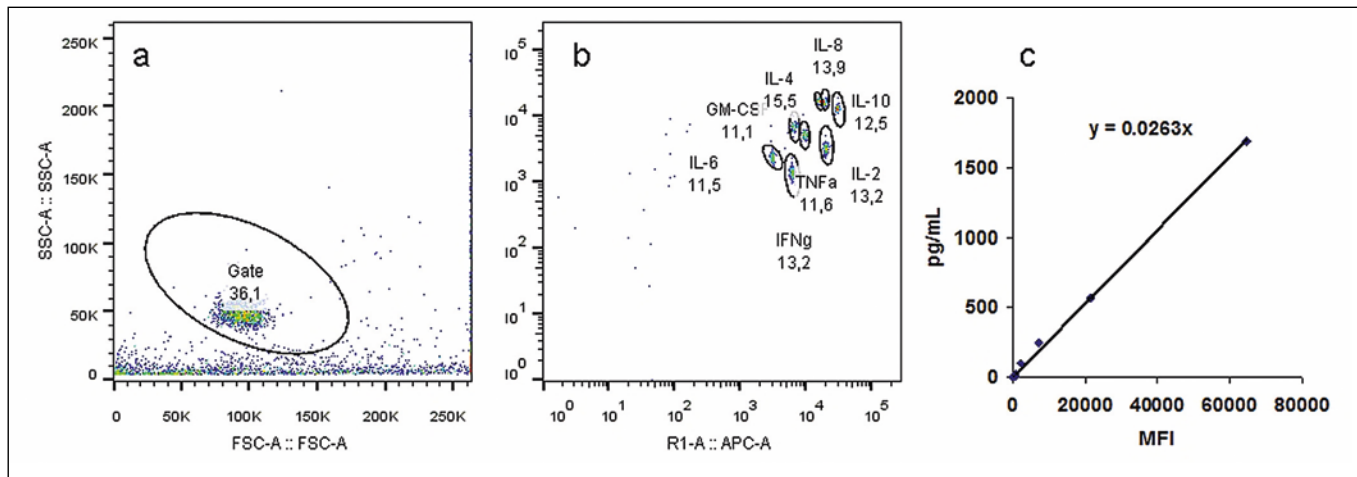 a
250K
200K
150K
100K
50K
0
SSC-A :: SSC-A
Gate
36,1
0
50K
100K
150K
200K
250K
FSC-A :: FSC-A
b
10^5
10^4
10^3
10^2
10^1
10^0
IL-8
13,9
IL-4
15,5
IL-10
12,5
GM-CSF
11,1
IL-6
11,5
TNFa
11,6
IL-2
13,2
IFNg
13,2
10^0
10^1
10^2
10^3
10^4
10^5
R1-A :: APC-A
c
y = 0.0263x
pg/mL
2000
1500
1000
500
0
0
20000
40000
60000
80000
MFI